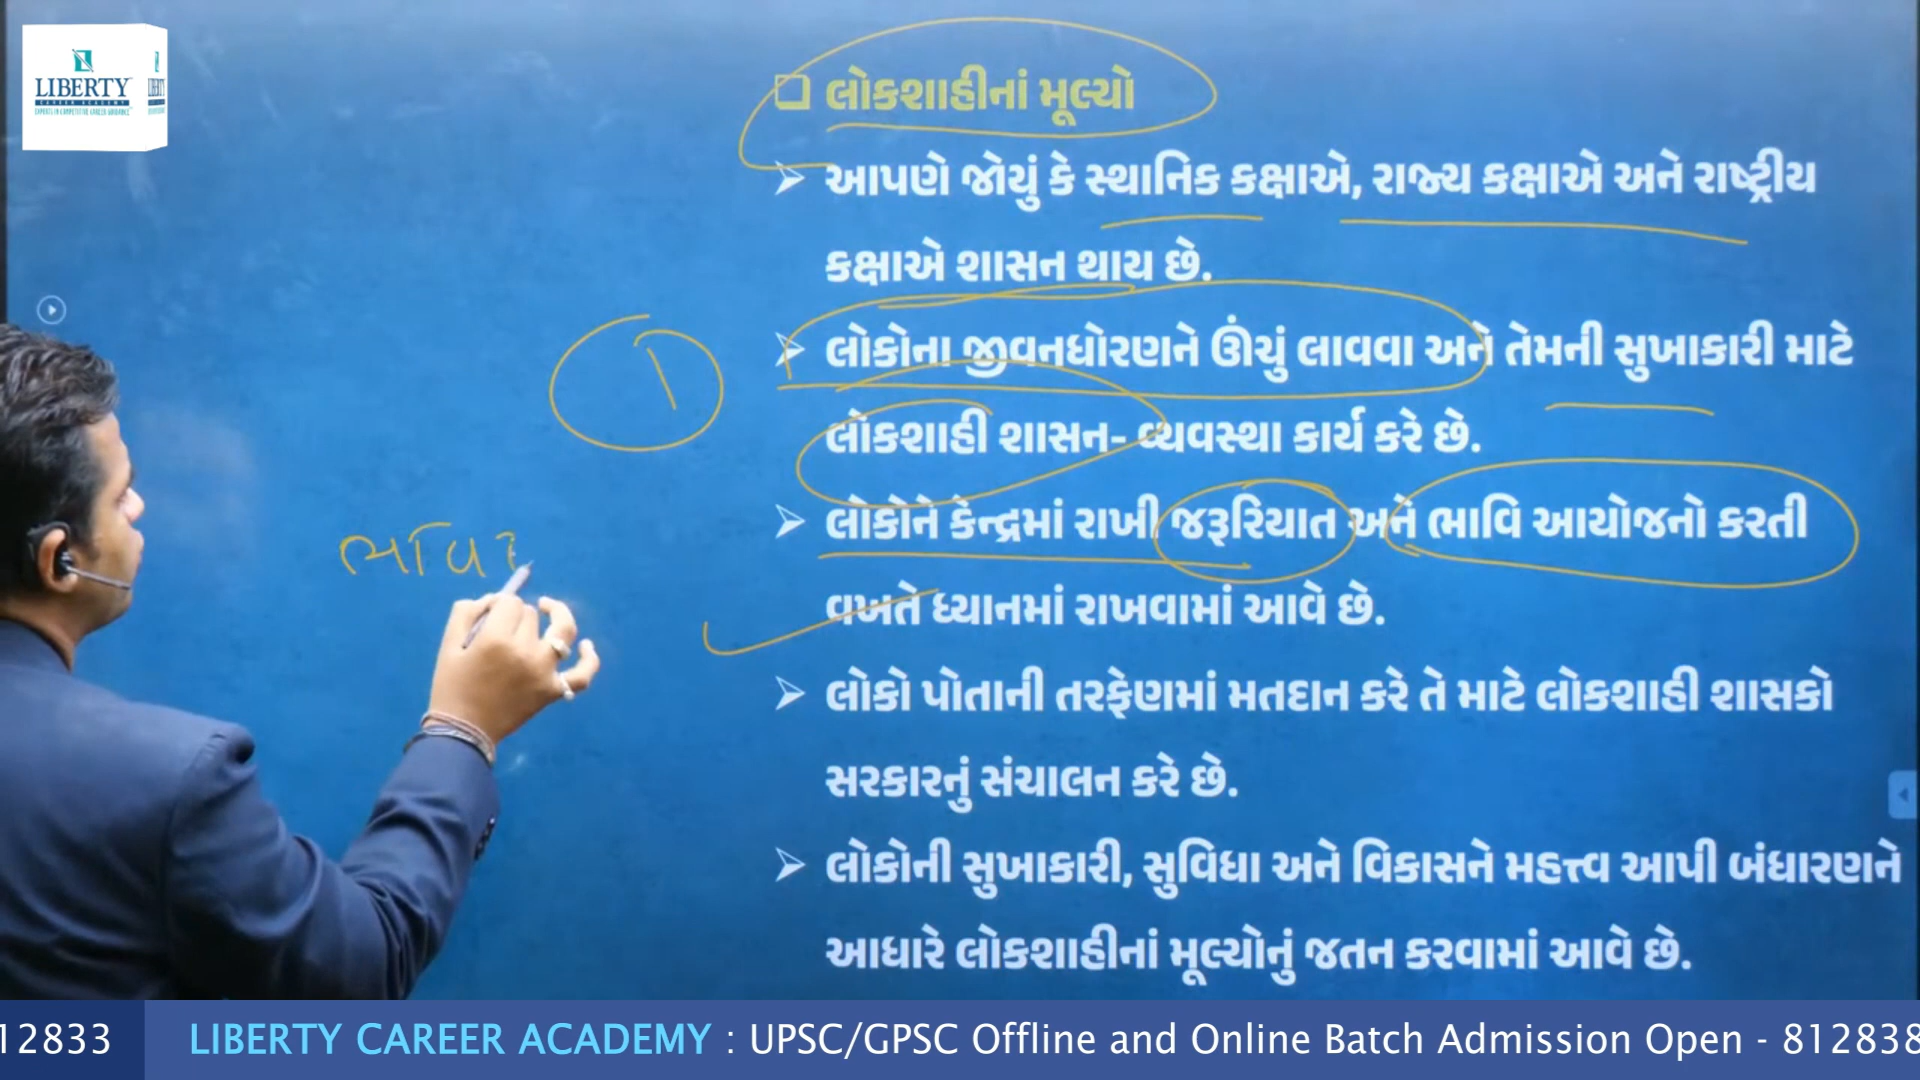 LIBERTY
CAREER ACADEMY
❑ લોકશાહીનાં મૂલ્યો
➢ આપણે જોયું કે સ્થાનિક કક્ષાએ, રાજ્ય કક્ષાએ અને રાષ્ટ્રીય
કક્ષાએ શાસન થાય છે.
➢ લોકોના જીવનધોરણને ઊંચું લાવવા અને તેમની સુખાકારી માટે
લોકશાહી શાસન- વ્યવસ્થા કાર્ય કરે છે.
➢ લોકોને કેન્દ્રમાં રાખી જરૂરિયાત અને ભાવિ આયોજનો કરતી
વખતે ધ્યાનમાં રાખવામાં આવે છે.
➢ લોકો પોતાની તરફેણમાં મતદાન કરે તે માટે લોકશાહી શાસકો
સરકારનું સંચાલન કરે છે.
➢ લોકોની સુખાકારી, સુવિધા અને વિકાસને મહત્ત્વ આપી બંધારણને
આધારે લોકશાહીનાં મૂલ્યોનું જતન કરવામાં આવે છે.
12833 LIBERTY CAREER ACADEMY : UPSC/GPSC Offline and Online Batch Admission Open - 812838